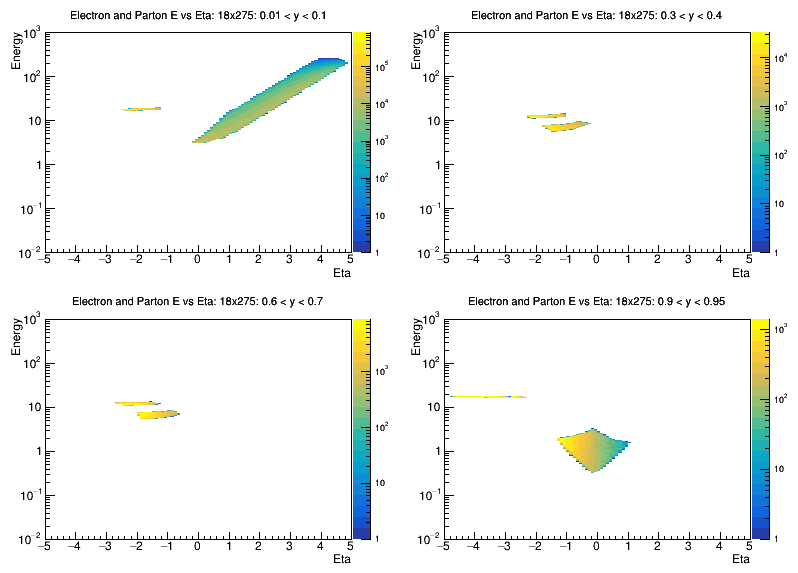 Electron and Parton E vs Eta: 18x275: 0.01 < y < 0.1
Energy
10^3
10^2
10
1
10^-1
10^-2
−5 −4 −3 −2 −1 0 1 2 3 4 5
Eta
10^5
10^4
10^3
10^2
10
1
Electron and Parton E vs Eta: 18x275: 0.3 < y < 0.4
Energy
10^3
10^2
10
1
10^-1
10^-2
−5 −4 −3 −2 −1 0 1 2 3 4 5
Eta
10^4
10^3
10^2
10
1
Electron and Parton E vs Eta: 18x275: 0.6 < y < 0.7
Energy
10^3
10^2
10
1
10^-1
10^-2
−5 −4 −3 −2 −1 0 1 2 3 4 5
Eta
10^3
10^2
10
1
Electron and Parton E vs Eta: 18x275: 0.9 < y < 0.95
Energy
10^3
10^2
10
1
10^-1
10^-2
−5 −4 −3 −2 −1 0 1 2 3 4 5
Eta
10^3
10^2
10
1